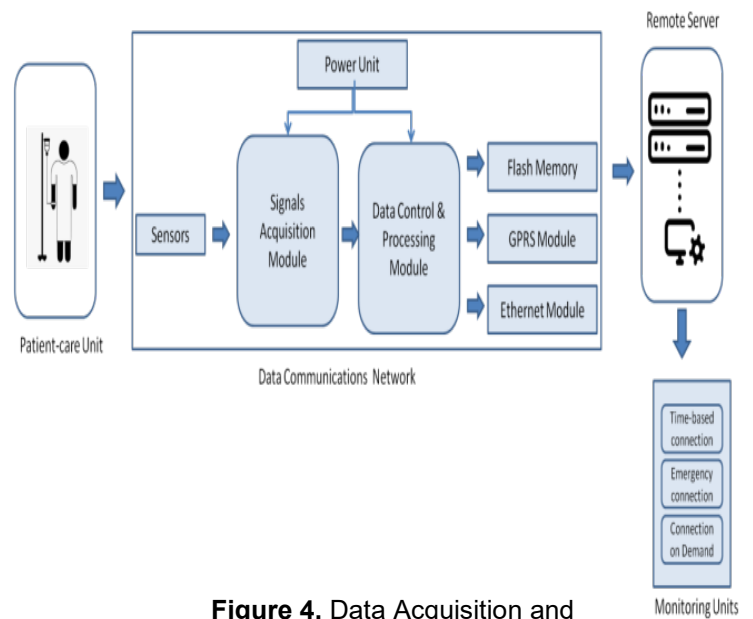 Remote Server
Power Unit
Sensors
Signals
Acquisition
Module
Data Control &
Processing
Module
Flash Memory
GPRS Module
Ethernet Module
Patient-care Unit
Data Communications Network
Time-based
connection
Emergency
connection
Connection
on Demand
Monitoring Units
Figure 4. Data Acquisition and